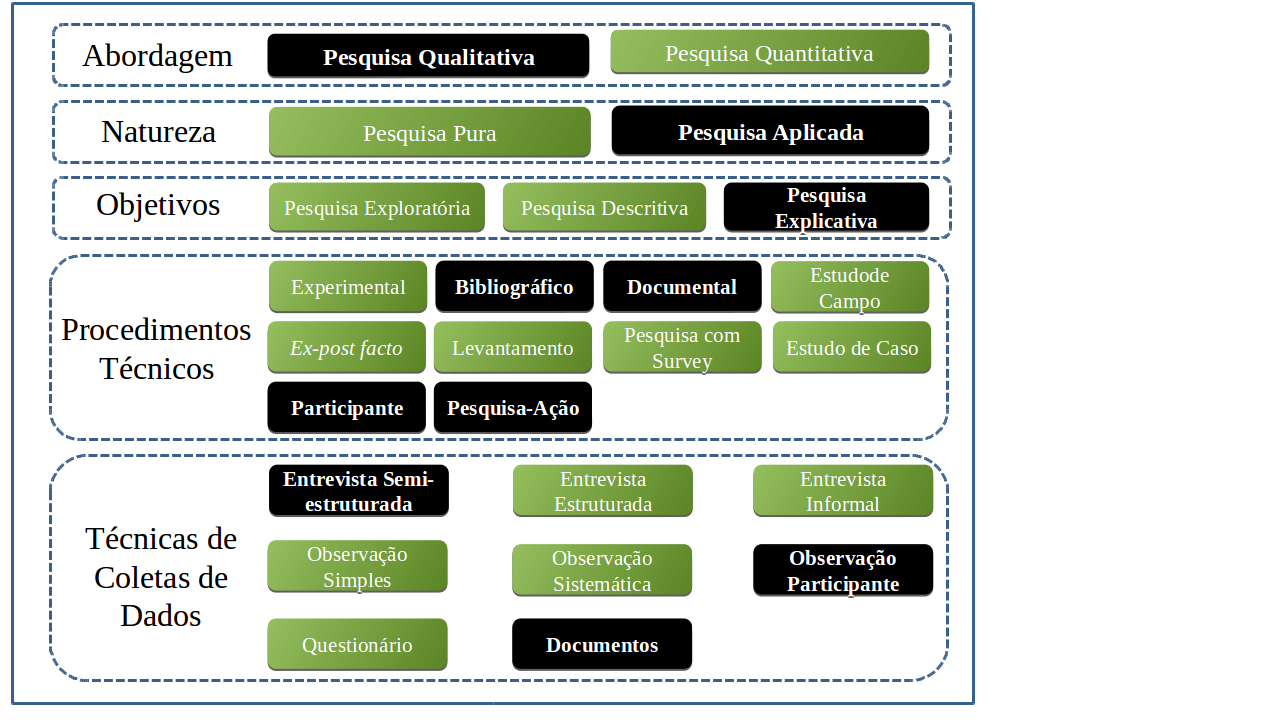 Abordagem
Pesquisa Qualitativa
Pesquisa Quantitativa
Natureza
Pesquisa Pura
Pesquisa Aplicada
Objetivos
Pesquisa Exploratória
Pesquisa Descritiva
Pesquisa
Explicativa
Procedimentos
Técnicos
Experimental
Bibliográfico
Documental
Estudode
Campo
Ex-post facto
Levantamento
Pesquisa com
Survey
Estudo de Caso
Participante
Pesquisa-Ação
Técnicas de
Coletas de
Dados
Entrevista Semi-
estruturada
Entrevista
Estruturada
Entrevista
Informal
Observação
Simples
Observação
Sistemática
Observação
Participante
Questionário
Documentos